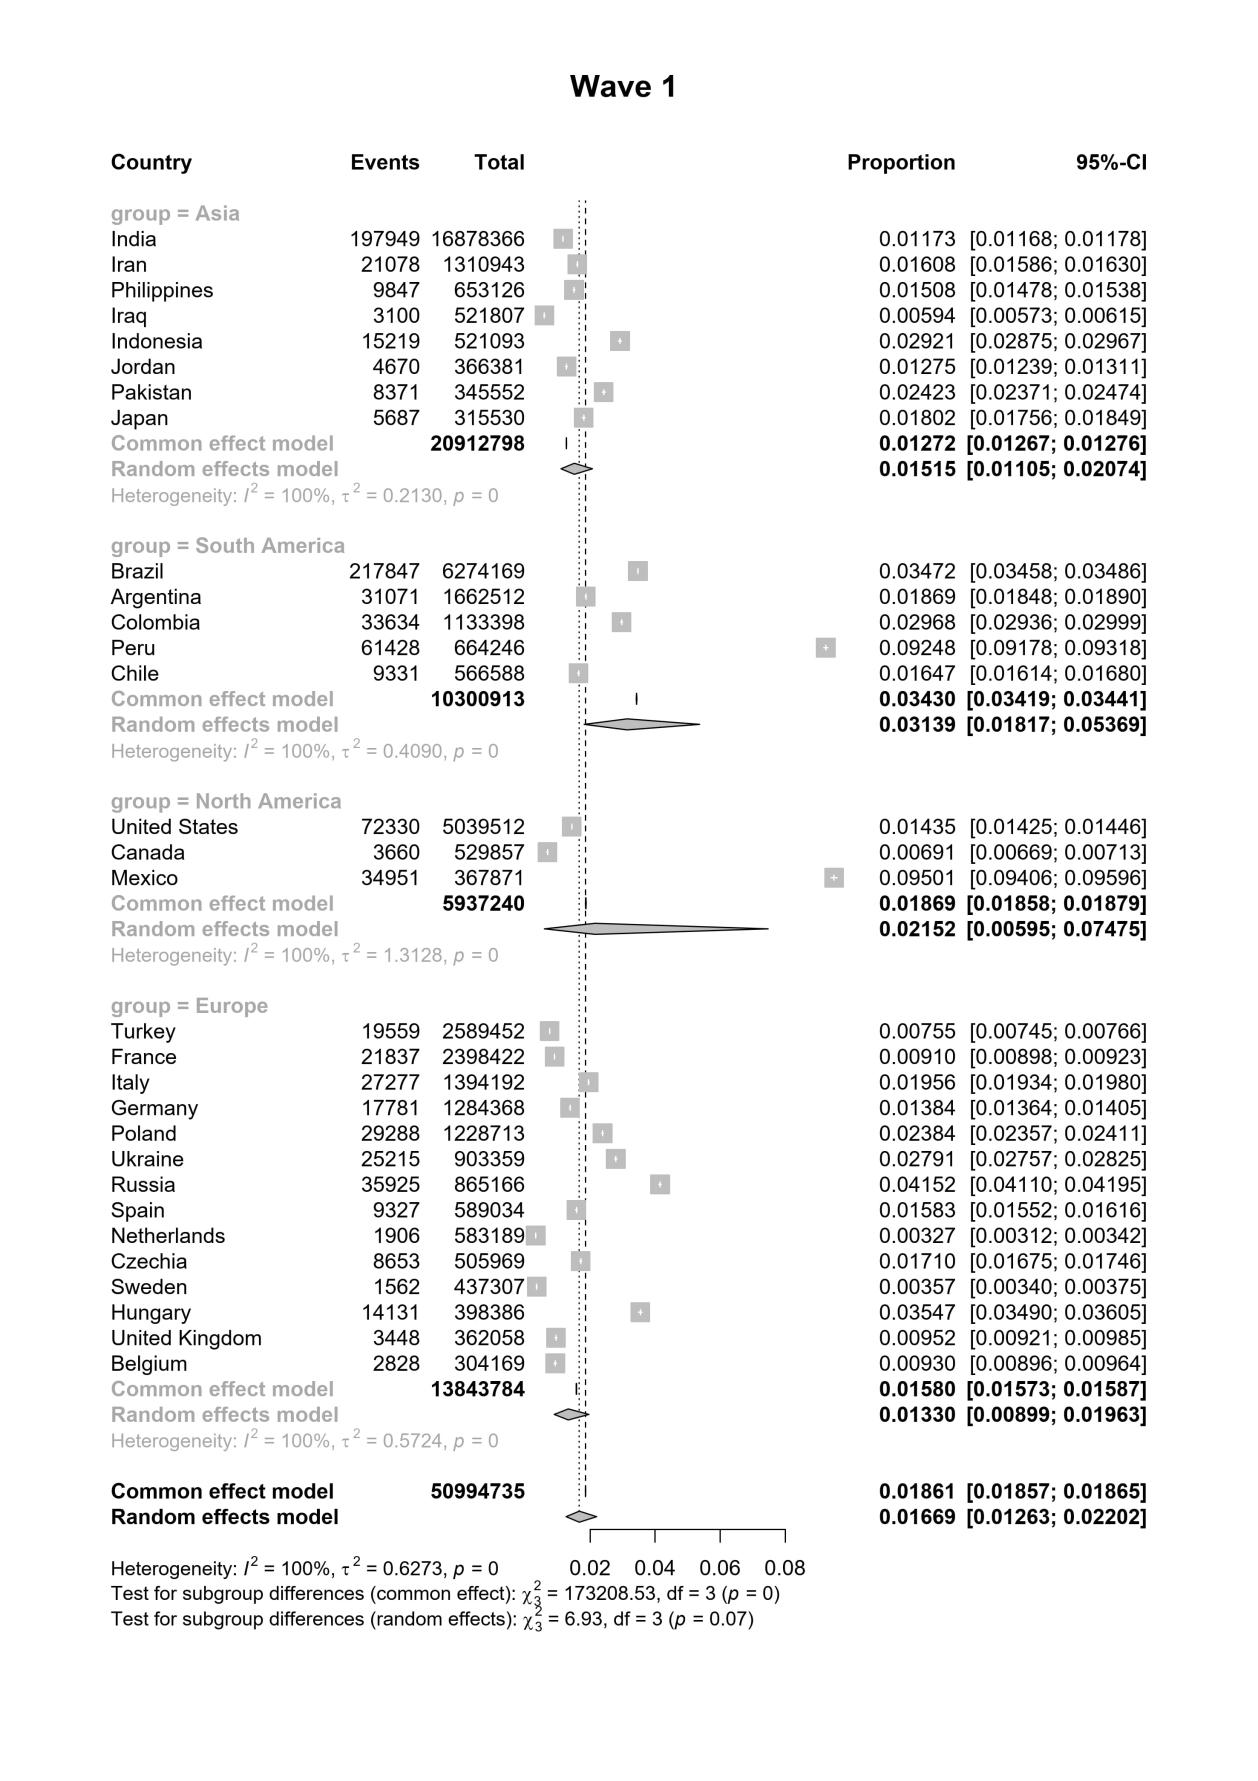 Wave 1
Country Events Total Proportion 95%-CI
group = Asia
India 197949 16878366 0.01173 [0.01168; 0.01178]
Iran 21078 1310943 0.01608 [0.01586; 0.01630]
Philippines 9847 653126 0.01508 [0.01478; 0.01538]
Iraq 3100 521807 0.00594 [0.00573; 0.00615]
Indonesia 15219 521093 0.02921 [0.02875; 0.02967]
Jordan 4670 366381 0.01275 [0.01239; 0.01311]
Pakistan 8371 345552 0.02423 [0.02371; 0.02474]
Japan 5687 315530 0.01802 [0.01756; 0.01849]
Common effect model 20912798 0.01272 [0.01267; 0.01276]
Random effects model 0.01515 [0.01105; 0.02074]
Heterogeneity: I² = 100%, τ² = 0.2130, p = 0
group = South America
Brazil 217847 6274169 0.03472 [0.03458; 0.03486]
Argentina 31071 1662512 0.01869 [0.01848; 0.01890]
Colombia 33634 1133398 0.02968 [0.02936; 0.02999]
Peru 61428 664246 0.09248 [0.09178; 0.09318]
Chile 9331 566588 0.01647 [0.01614; 0.01680]
Common effect model 10300913 0.03430 [0.03419; 0.03441]
Random effects model 0.03139 [0.01817; 0.05369]
Heterogeneity: I² = 100%, τ² = 0.4090, p = 0
group = North America
United States 72330 5039512 0.01435 [0.01425; 0.01446]
Canada 3660 529857 0.00691 [0.00669; 0.00713]
Mexico 34951 367871 0.09501 [0.09406; 0.09596]
Common effect model 5937240 0.01869 [0.01858; 0.01879]
Random effects model 0.02152 [0.00595; 0.07475]
Heterogeneity: I² = 100%, τ² = 1.3128, p = 0
group = Europe
Turkey 19559 2589452 0.00755 [0.00745; 0.00766]
France 21837 2398422 0.00910 [0.00898; 0.00923]
Italy 27277 1394192 0.01956 [0.01934; 0.01980]
Germany 17781 1284368 0.01384 [0.01364; 0.01405]
Poland 29288 1228713 0.02384 [0.02357; 0.02411]
Ukraine 25215 903359 0.02791 [0.02757; 0.02825]
Russia 35925 865166 0.04152 [0.04110; 0.04195]
Spain 9327 589034 0.01583 [0.01552; 0.01616]
Netherlands 1906 583189 0.00327 [0.00312; 0.00342]
Czechia 8653 505969 0.01710 [0.01675; 0.01746]
Sweden 1562 437307 0.00357 [0.00340; 0.00375]
Hungary 14131 398386 0.03547 [0.03490; 0.03605]
United Kingdom 3448 362058 0.00952 [0.00921; 0.00985]
Belgium 2828 304169 0.00930 [0.00896; 0.00964]
Common effect model 13843784 0.01580 [0.01573; 0.01587]
Random effects model 0.01330 [0.00899; 0.01963]
Heterogeneity: I² = 100%, τ² = 0.5724, p = 0
Common effect model 50994735 0.01861 [0.01857; 0.01865]
Random effects model 0.01669 [0.01263; 0.02202]
Heterogeneity: I² = 100%, τ² = 0.6273, p = 0 0.02 0.04 0.06 0.08
Test for subgroup differences (common effect): χ²₃ = 173208.53, df = 3 (p = 0)
Test for subgroup differences (random effects): χ²₃ = 6.93, df = 3 (p = 0.07)